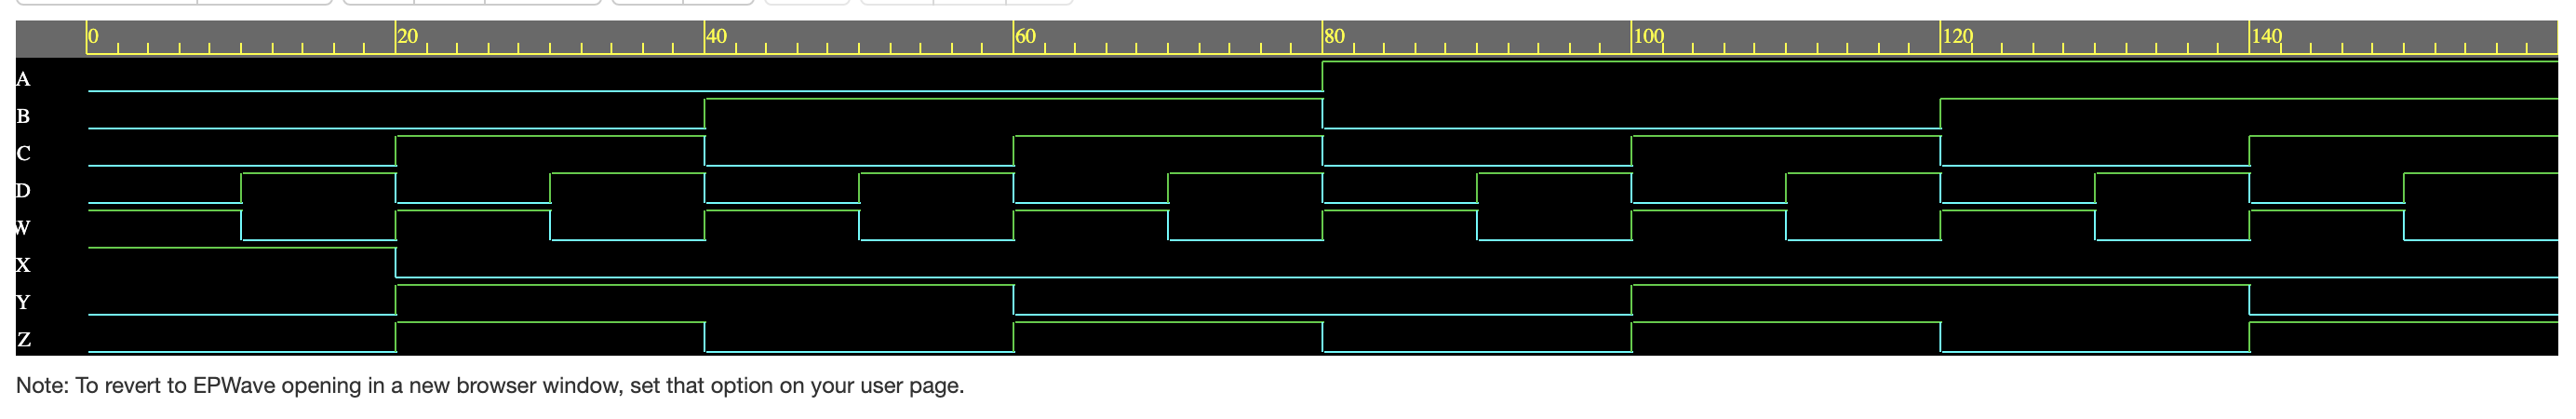 0 20 40 60 80 100 120 140
A
B
C
D
W
X
Y
Z
Note: To revert to EPWave opening in a new browser window, set that option on your user page.